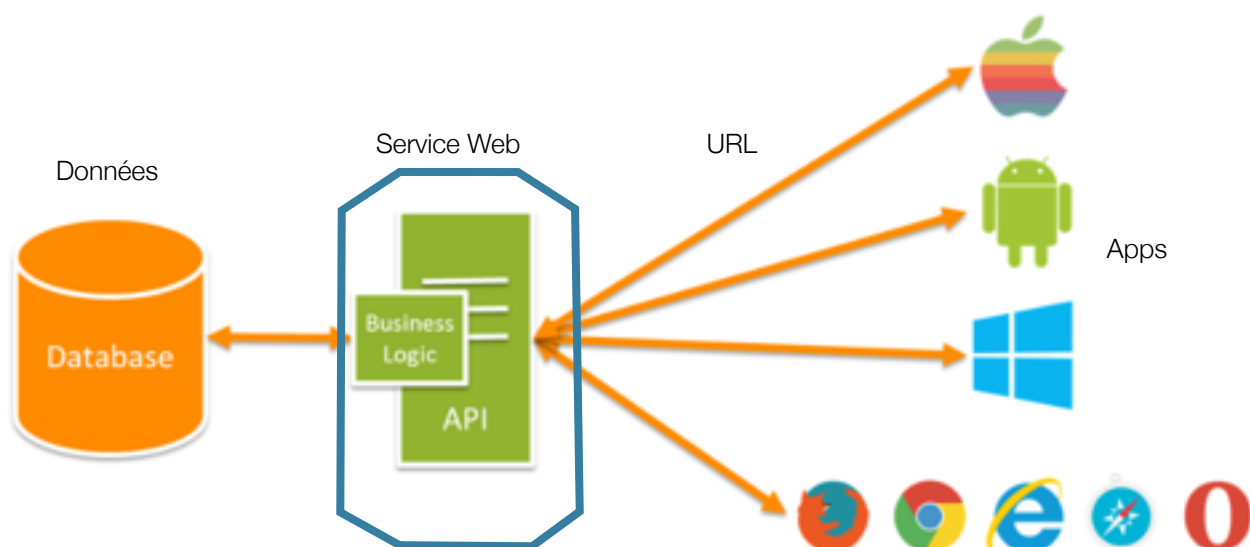 Service Web
URL
Données
Apps
Database
Business
Logic
API